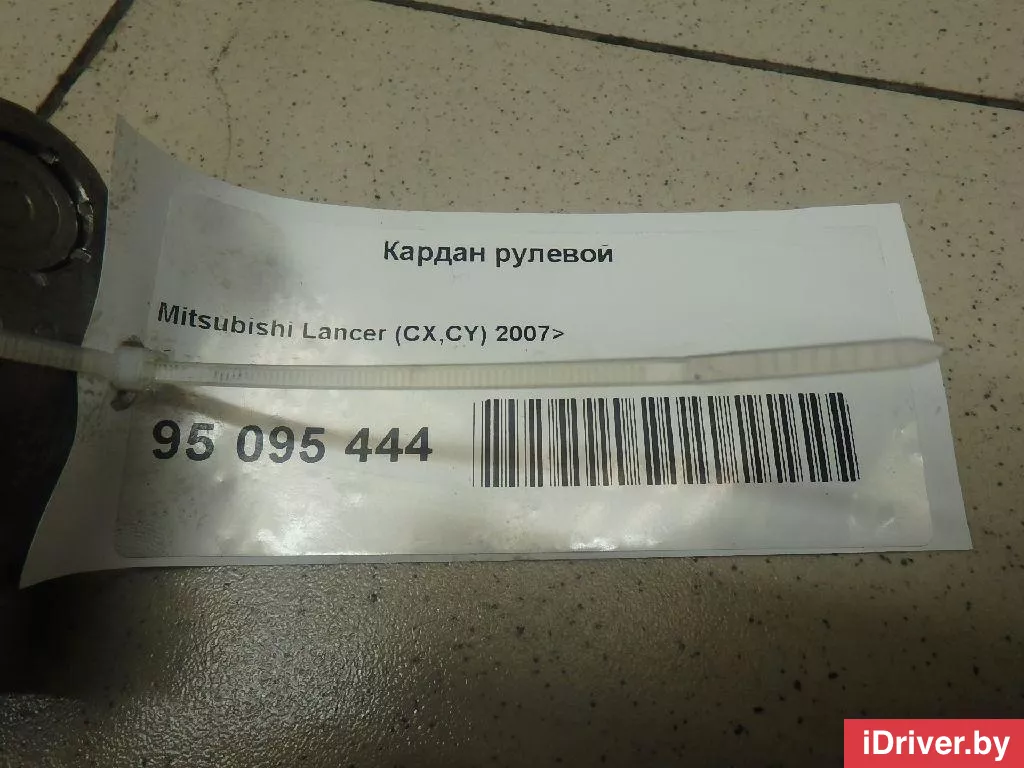 Кардан рулевой
Mitsubishi Lancer (CX,CY) 2007>
95 095 444
iDriver.by